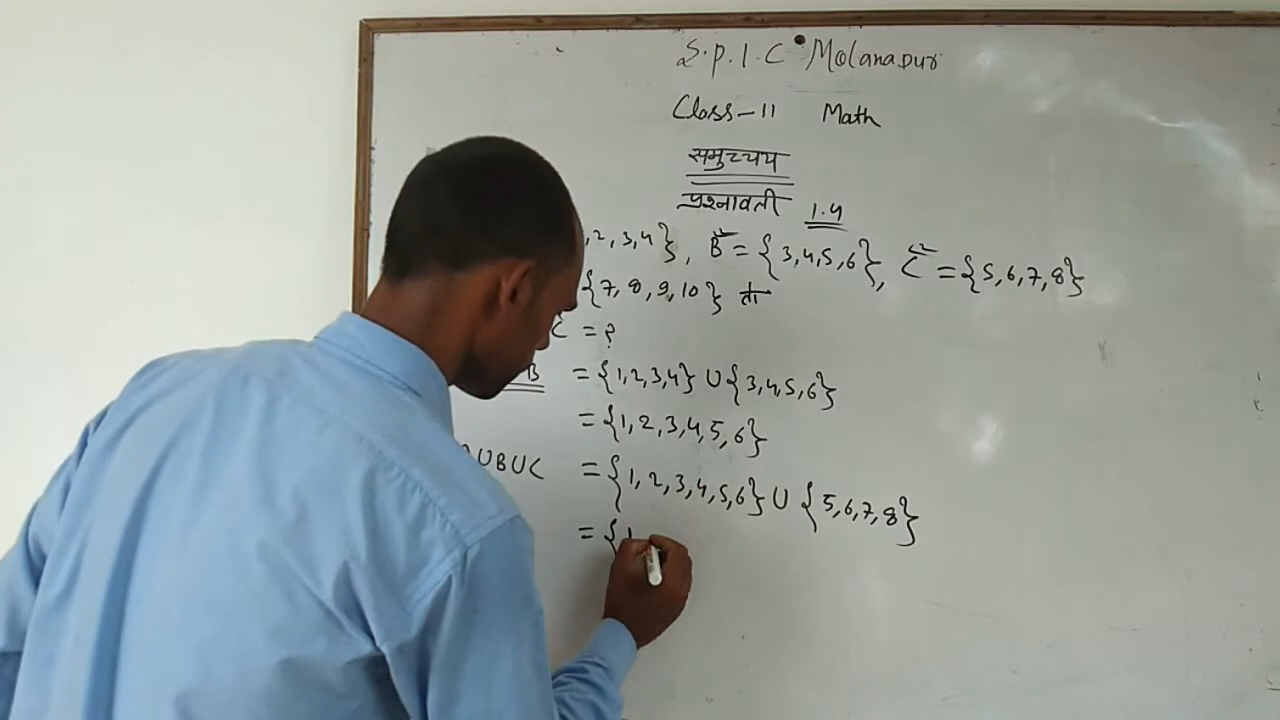 S.P.I.C Molanapur
Class-11 Math
समुच्चय
प्रश्नावली 1.4
, 2, 3, 4}, B = {3, 4, 5, 6}, C = {5, 6, 7, 8}
{7, 8, 9, 10} तो
C = ?
B = {1, 2, 3, 4} ∪ {3, 4, 5, 6}
= {1, 2, 3, 4, 5, 6}
∪B∪C = {1, 2, 3, 4, 5, 6} ∪ {5, 6, 7, 8}
= {1